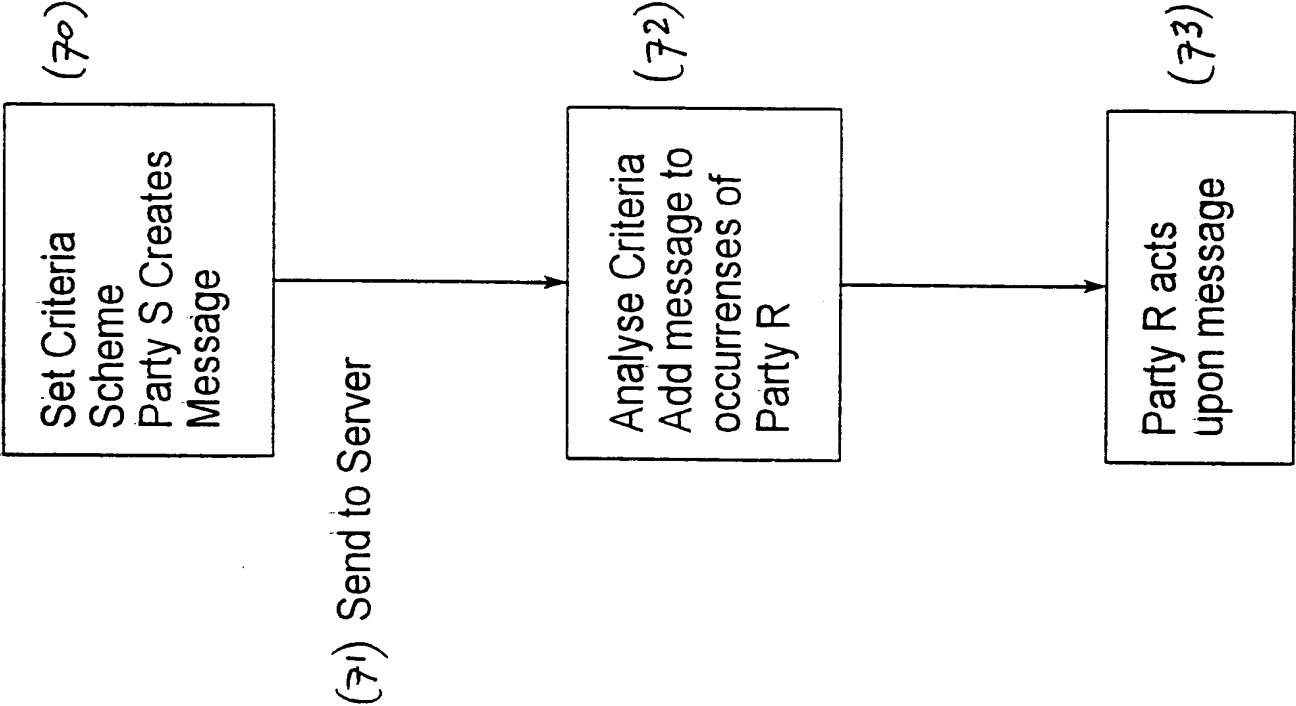 Set Criteria
Scheme
Party S Creates
Message
(70)
(71) Send to Server
Analyse Criteria
Add message to
occurrenses of
Party R
(72)
Party R acts
upon message
(73)